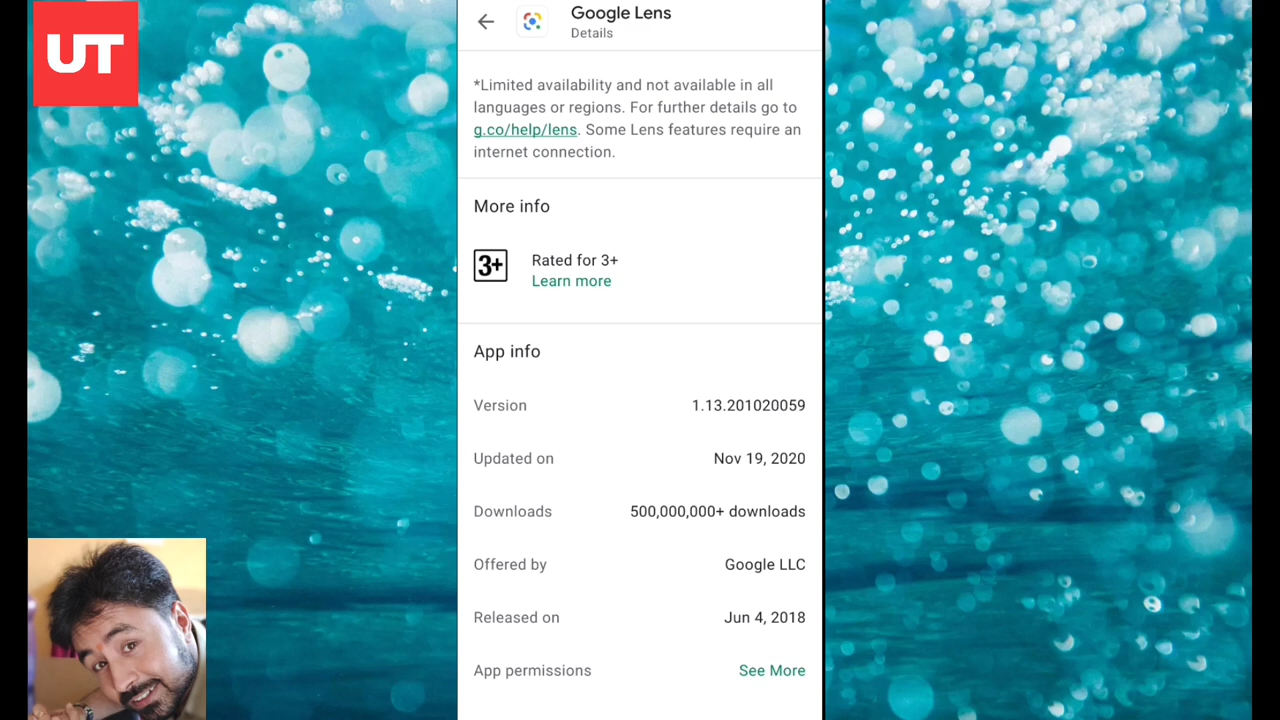 UT
Google Lens
Details
*Limited availability and not available in all
languages or regions. For further details go to
g.co/help/lens. Some Lens features require an
internet connection.
More info
3+
Rated for 3+
Learn more
App info
Version 1.13.201020059
Updated on Nov 19, 2020
Downloads 500,000,000+ downloads
Offered by Google LLC
Released on Jun 4, 2018
App permissions See More